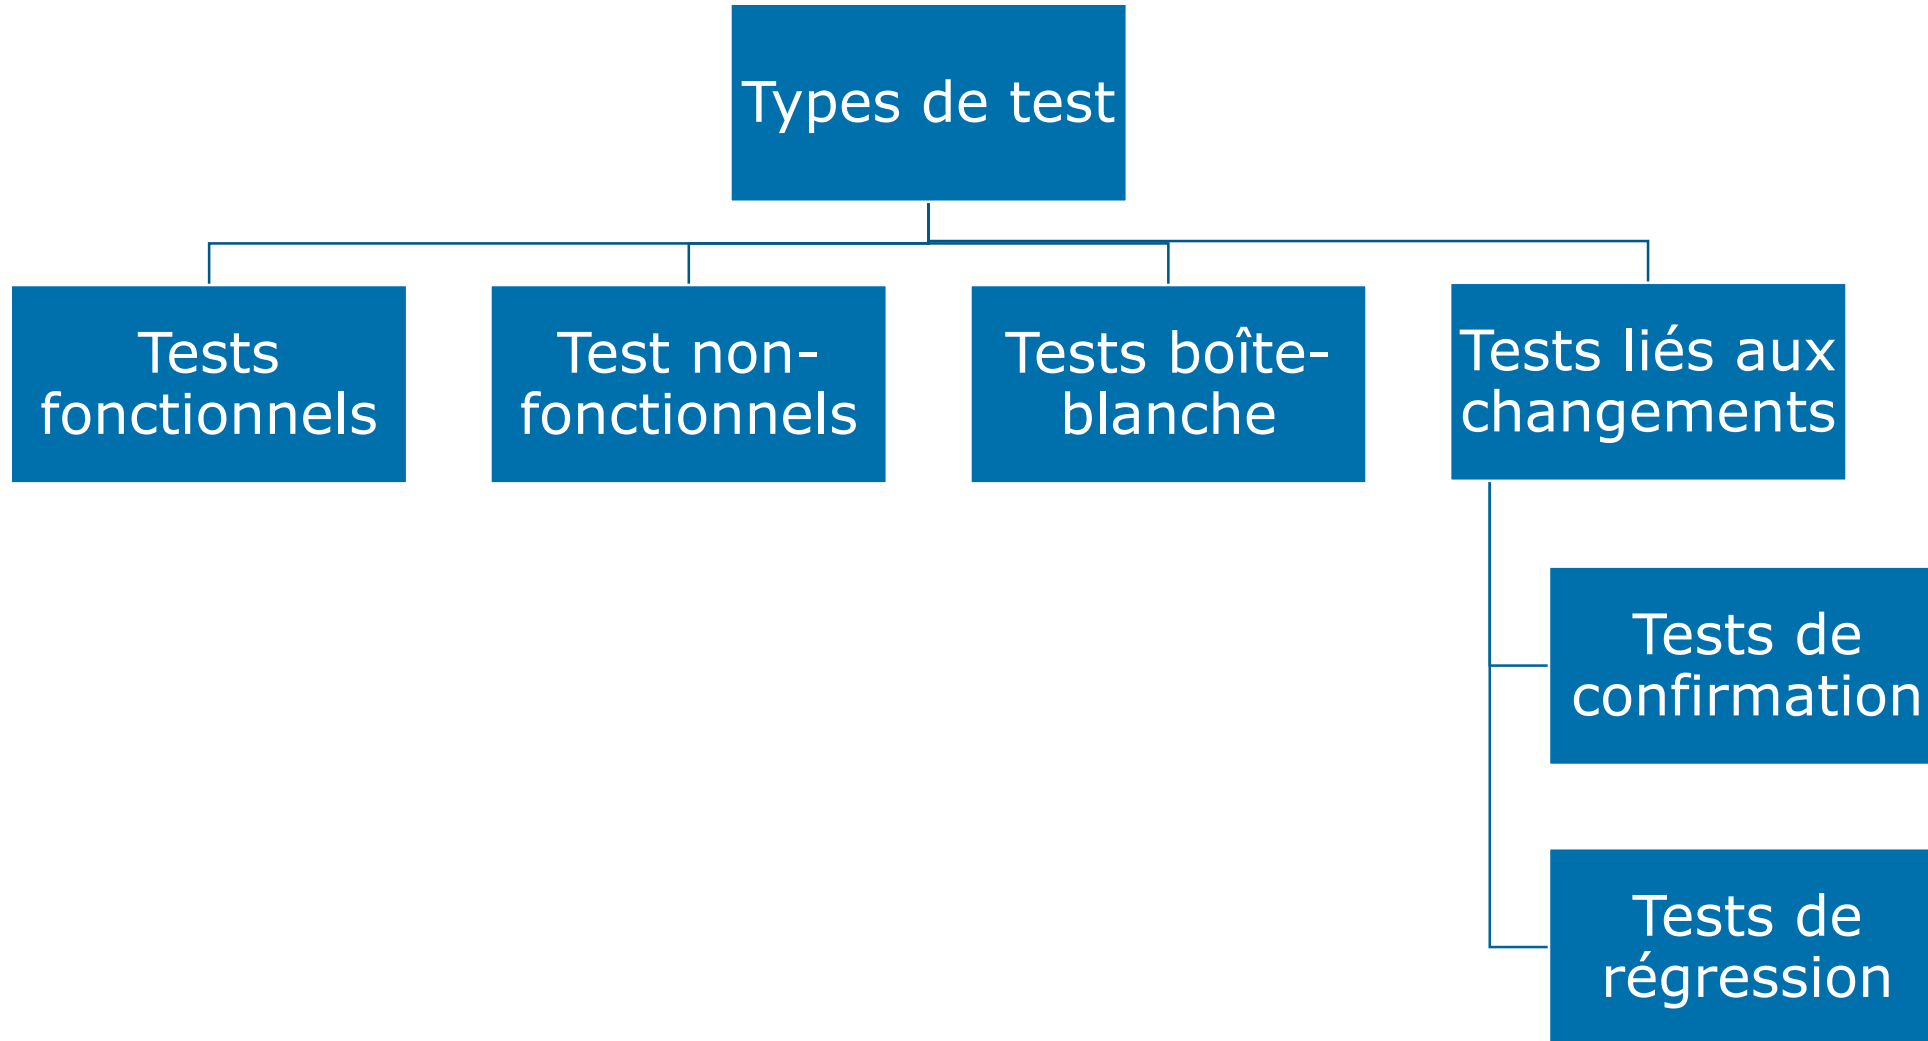 Types de test
Tests
fonctionnels
Test non-
fonctionnels
Tests boîte-
blanche
Tests liés aux
changements
Tests de
confirmation
Tests de
régression